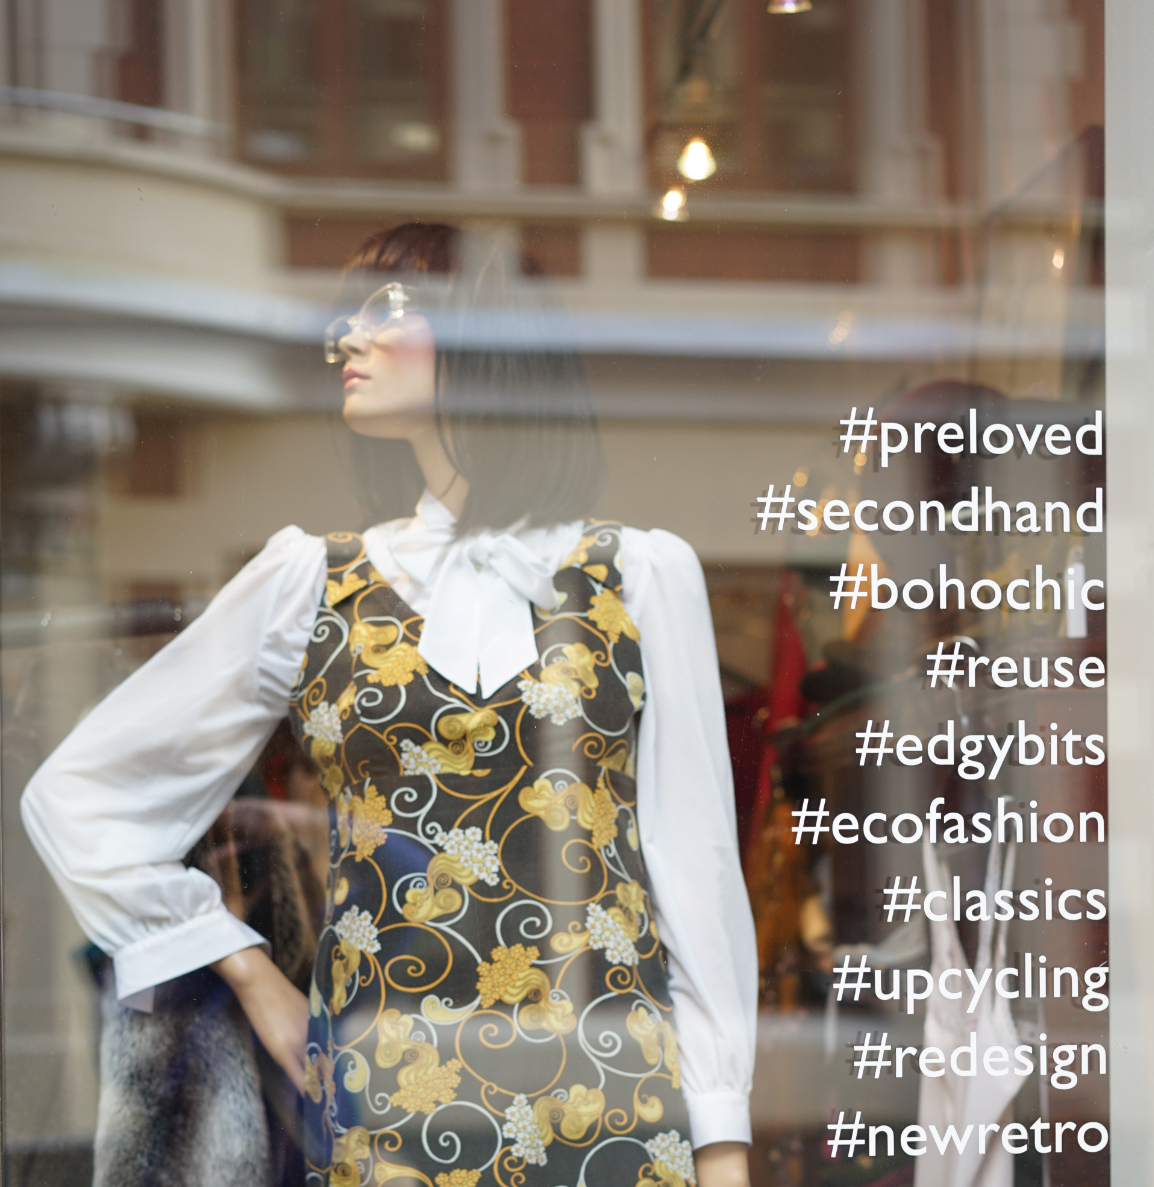 #preloved
#secondhand
#bohochic
#reuse
#edgybits
#ecofashion
#classics
#upcycling
#redesign
#newretro